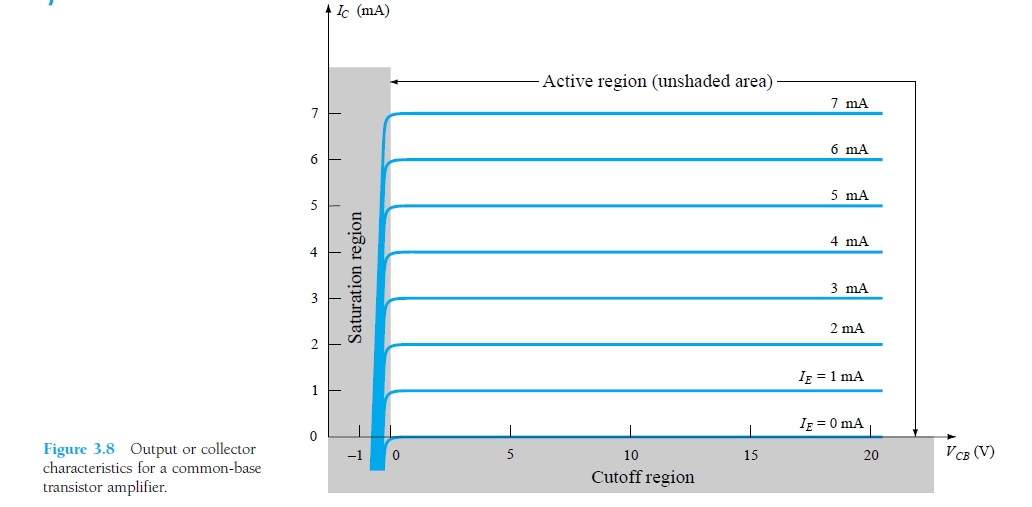 I_C (mA)
Active region (unshaded area)
7 mA
7
6 mA
6
5 mA
5
Saturation region
4 mA
4
3 mA
3
2 mA
2
I_E = 1 mA
1
I_E = 0 mA
0
–1 0 5 10 15 20 V_CB (V)
Cutoff region
Figure 3.8 Output or collector
characteristics for a common-base
transistor amplifier.